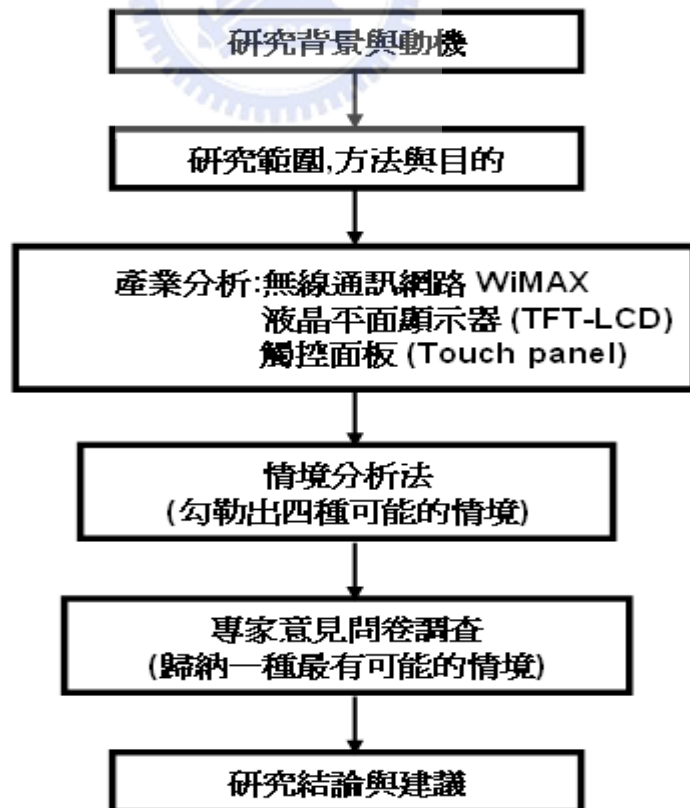 研究背景與動機
研究範圍,方法與目的
產業分析:無線通訊網路 WiMAX
液晶平面顯示器 (TFT-LCD)
觸控面板 (Touch panel)
情境分析法
(勾勒出四種可能的情境)
專家意見問卷調查
(歸納一種最有可能的情境)
研究結論與建議